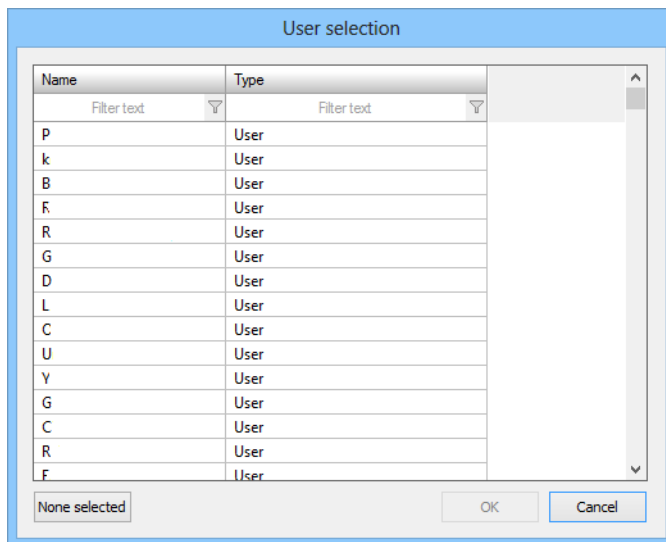 User selection
Name Type
Filter text Filter text
P User
k User
B User
R User
R User
G User
D User
L User
C User
U User
Y User
G User
C User
R User
User
None selected OK Cancel